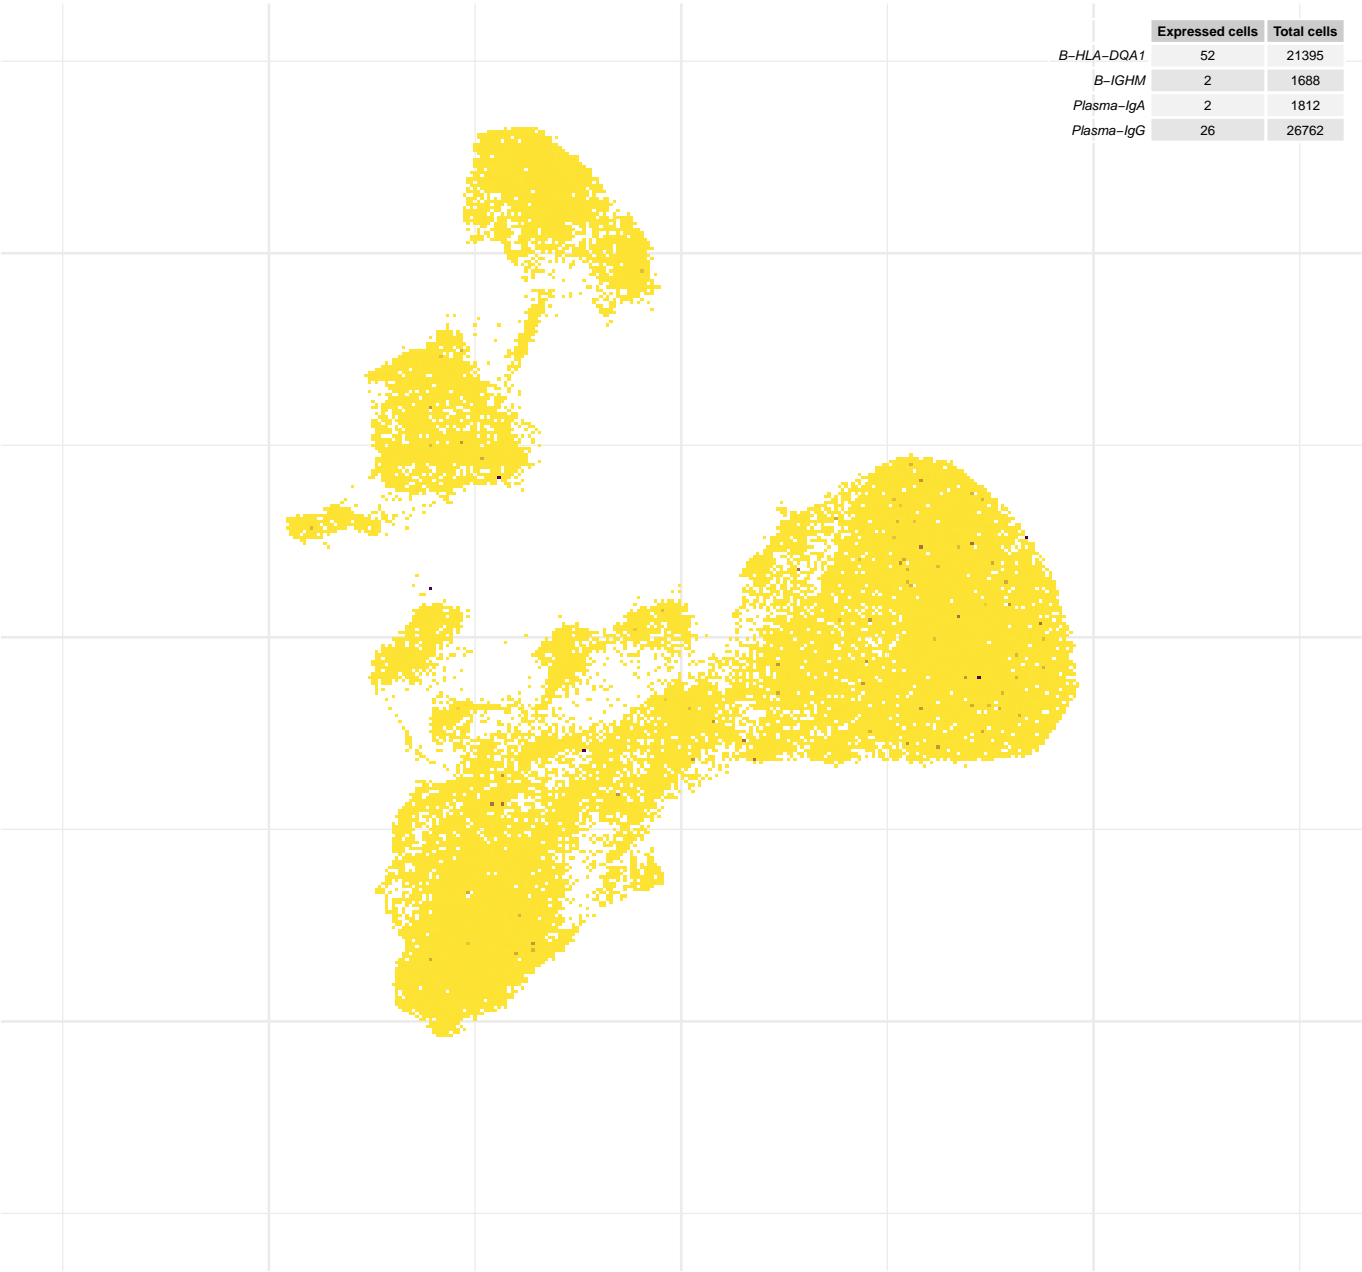 Expressed cells Total cells
B−HLA−DQA1 52 21395
B−IGHM 2 1688
Plasma−IgA 2 1812
Plasma−IgG 26 26762